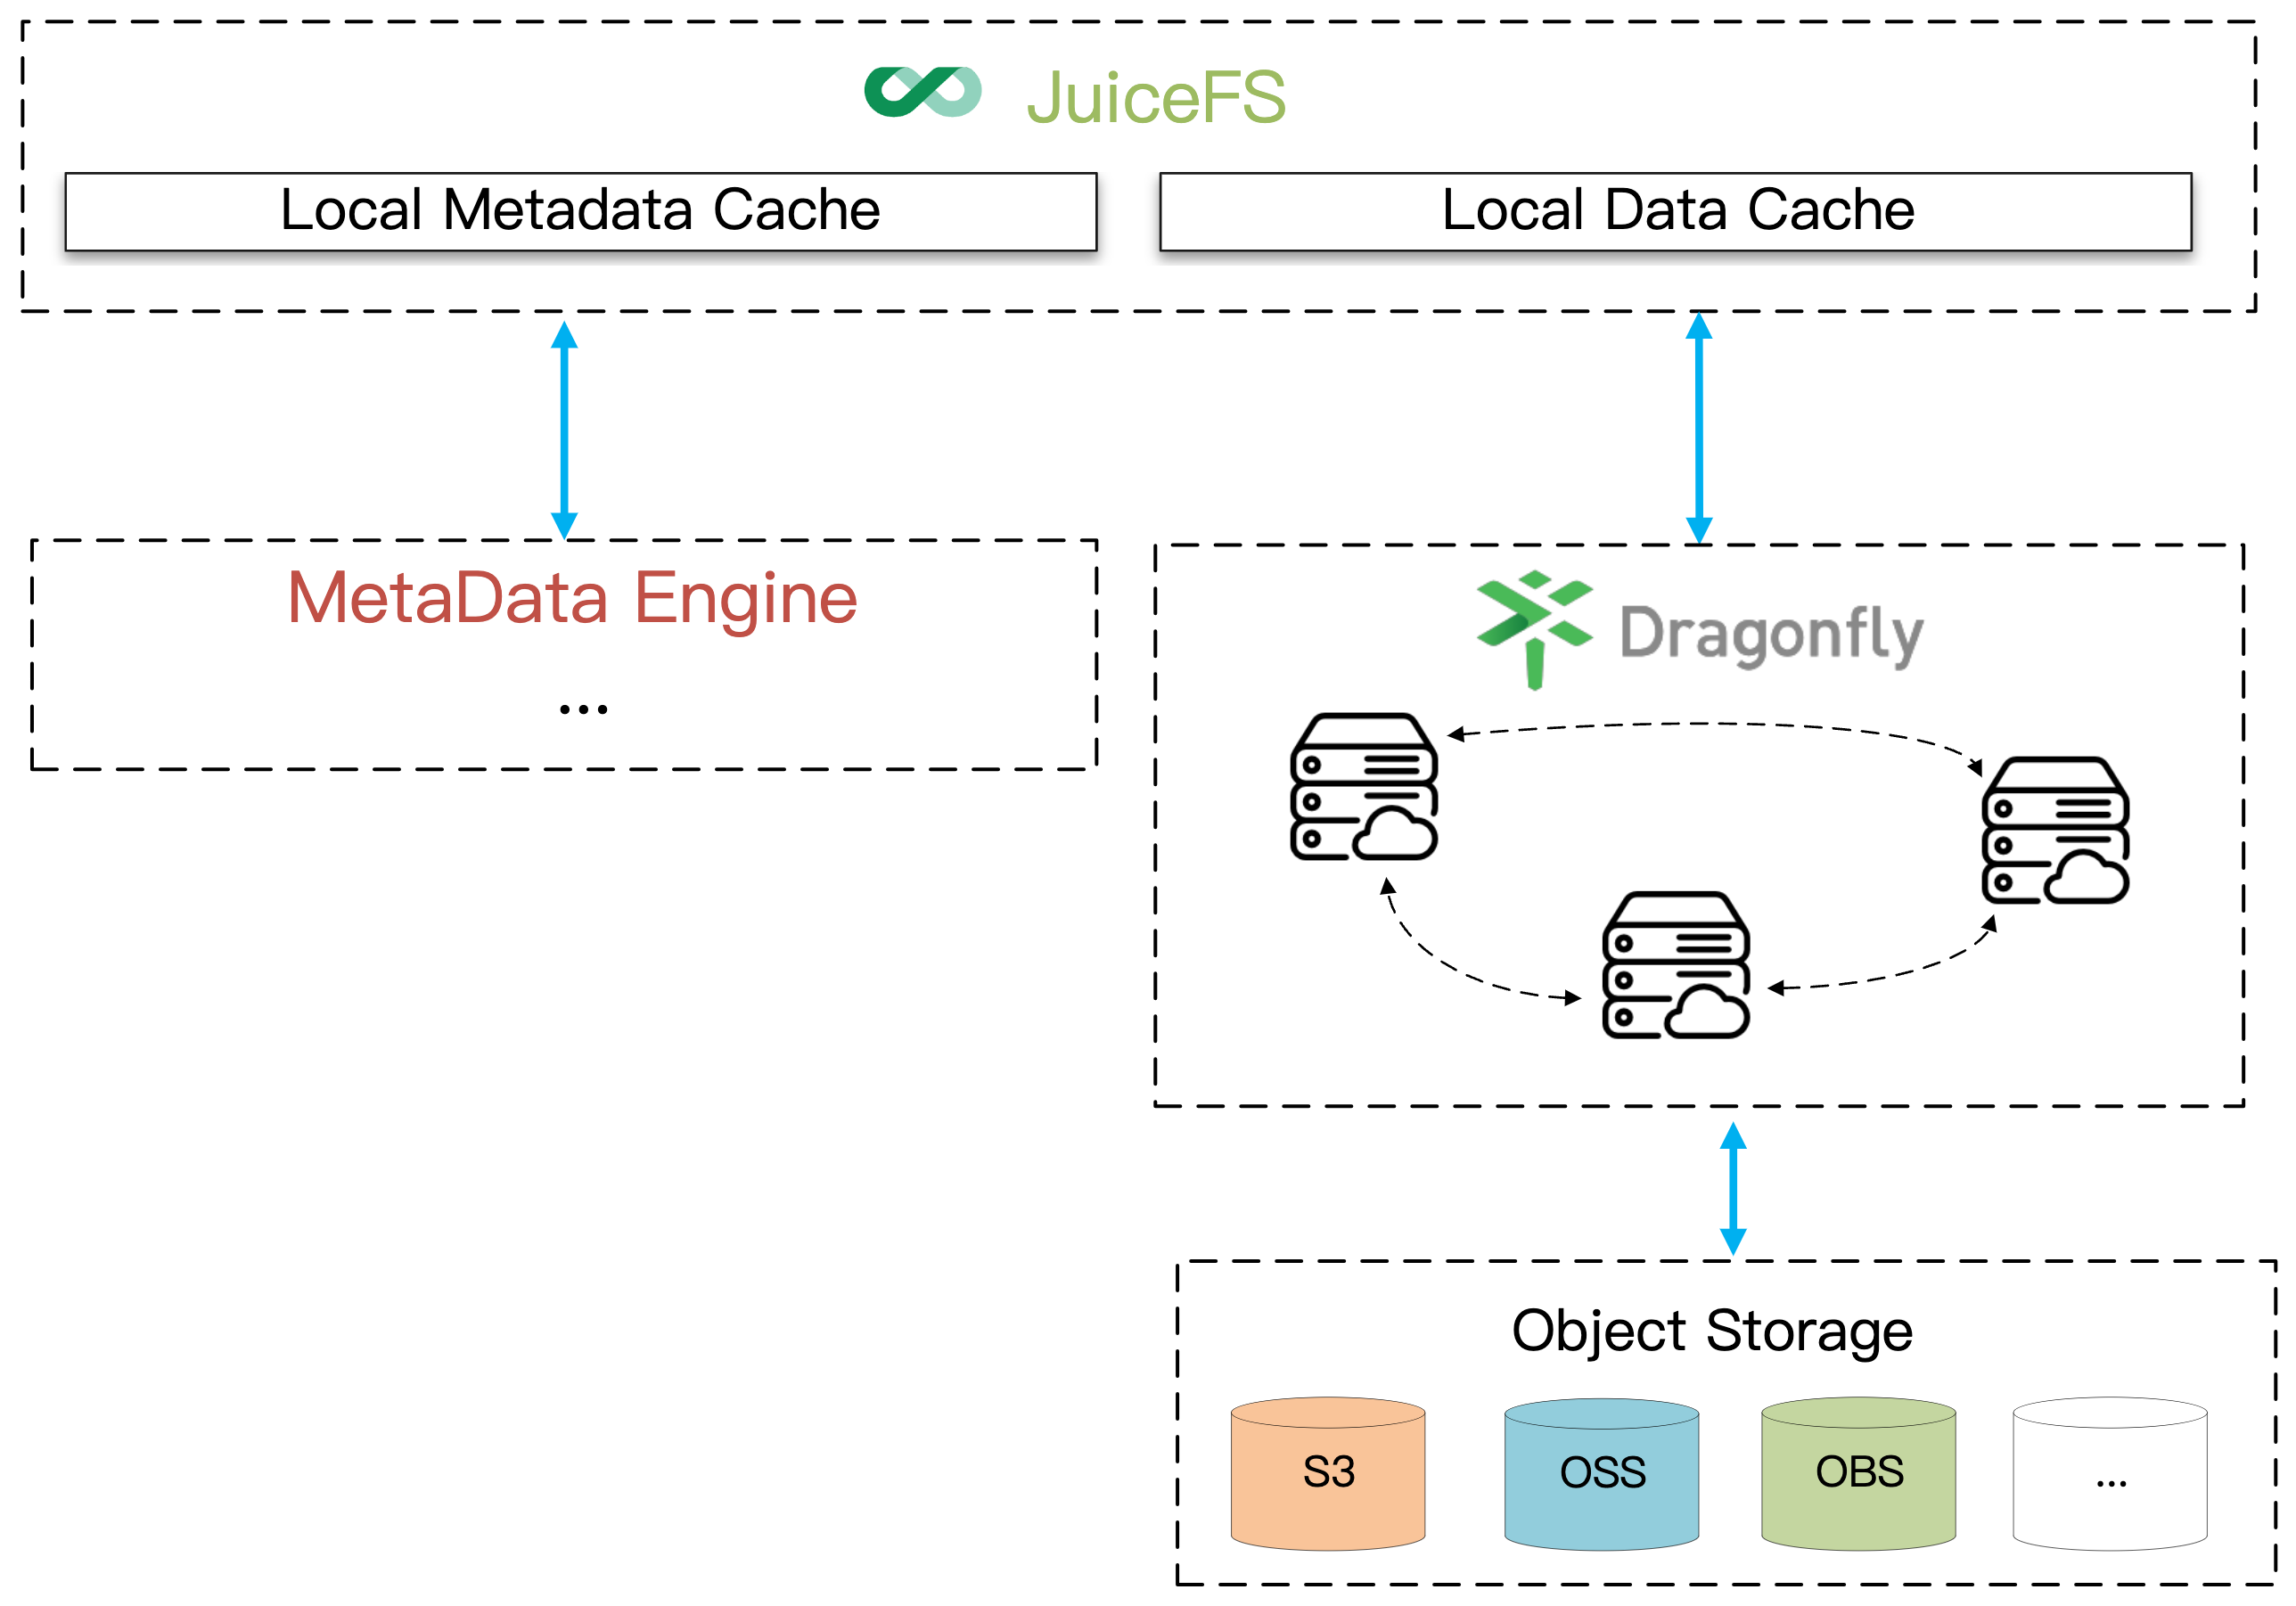 JuiceFS
Local Metadata Cache
Local Data Cache
MetaData Engine
...
Dragonfly
Object Storage
S3
OSS
OBS
...